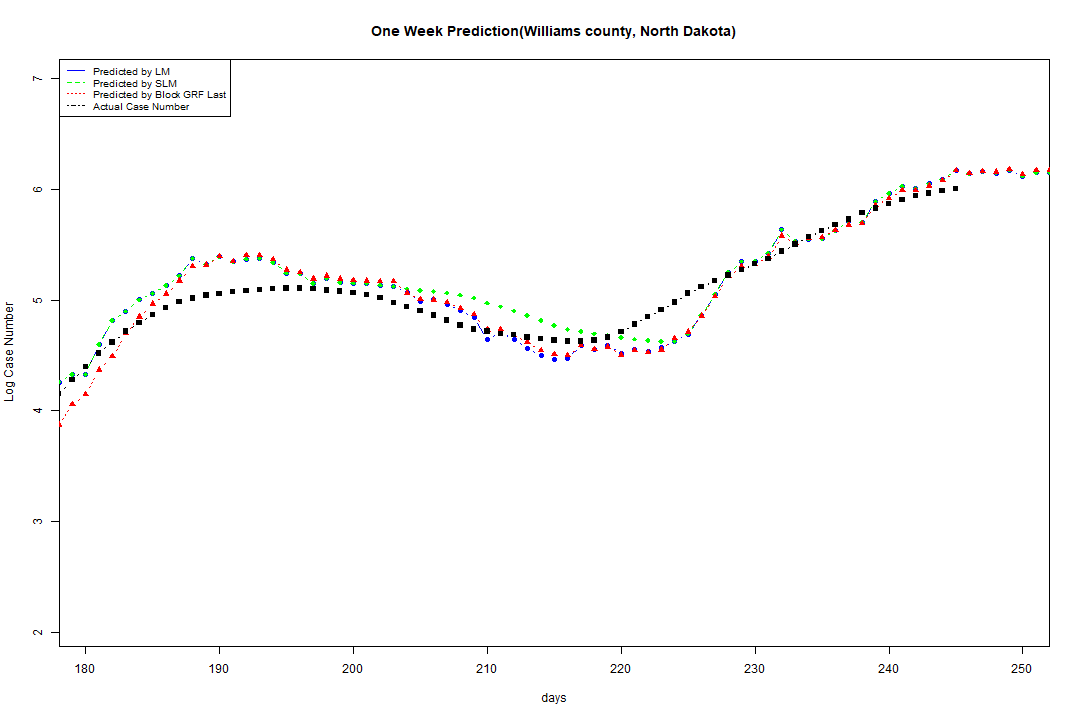 One Week Prediction(Williams county, North Dakota)
Predicted by LM
Predicted by SLM
Predicted by Block GRF Last
Actual Case Number
7
6
5
4
3
2
Log Case Number
180 190 200 210 220 230 240 250
days